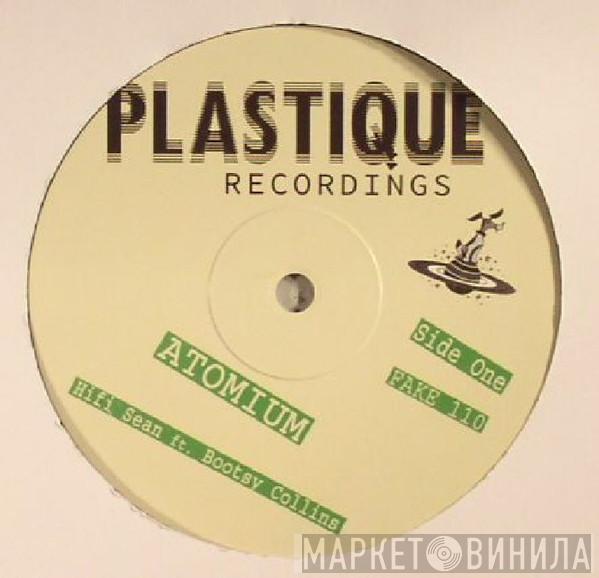 PLASTIQUE
RECORDINGS
Side One
FAKE 110
ATOMIUM
Hifi Sean ft. Bootsy Collins
МАРКЕТ ВИНИЛА